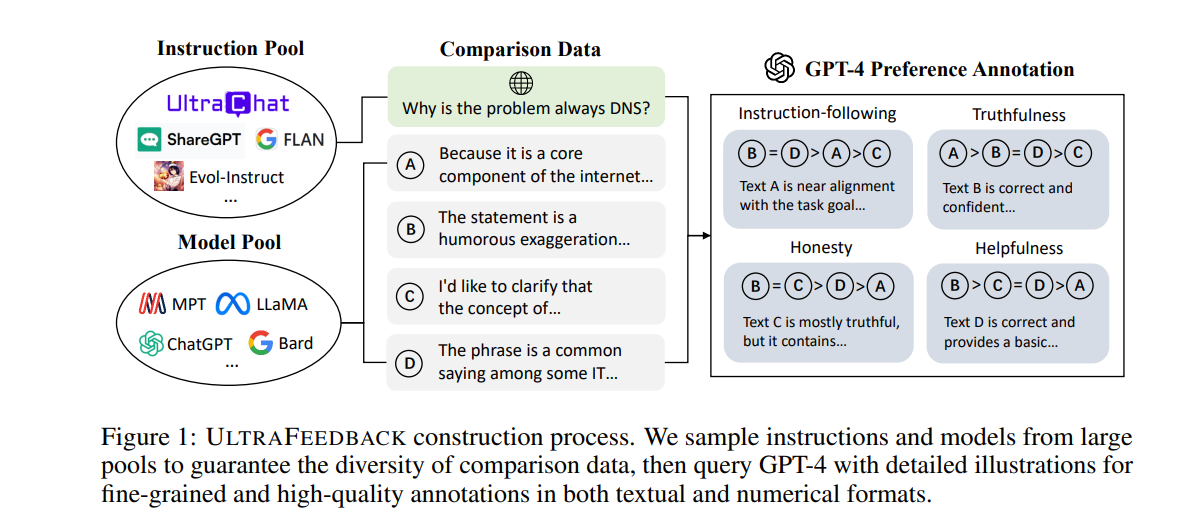 Instruction Pool
UltraChat
ShareGPT
FLAN
Evol-Instruct
...
Model Pool
MPT
LLaMA
ChatGPT
Bard
...
Comparison Data
Why is the problem always DNS?
A
Because it is a core
component of the internet...
B
The statement is a
humorous exaggeration...
C
I'd like to clarify that
the concept of...
D
The phrase is a common
saying among some IT...
GPT-4 Preference Annotation
Instruction-following
B = D > A > C
Text A is near alignment
with the task goal...
Truthfulness
A > B = D > C
Text B is correct and
confident...
Honesty
B = C > D > A
Text C is mostly truthful,
but it contains...
Helpfulness
B > C = D > A
Text D is correct and
provides a basic...
Figure 1: ULTRAFEEDBACK construction process. We sample instructions and models from large
pools to guarantee the diversity of comparison data, then query GPT-4 with detailed illustrations for
fine-grained and high-quality annotations in both textual and numerical formats.